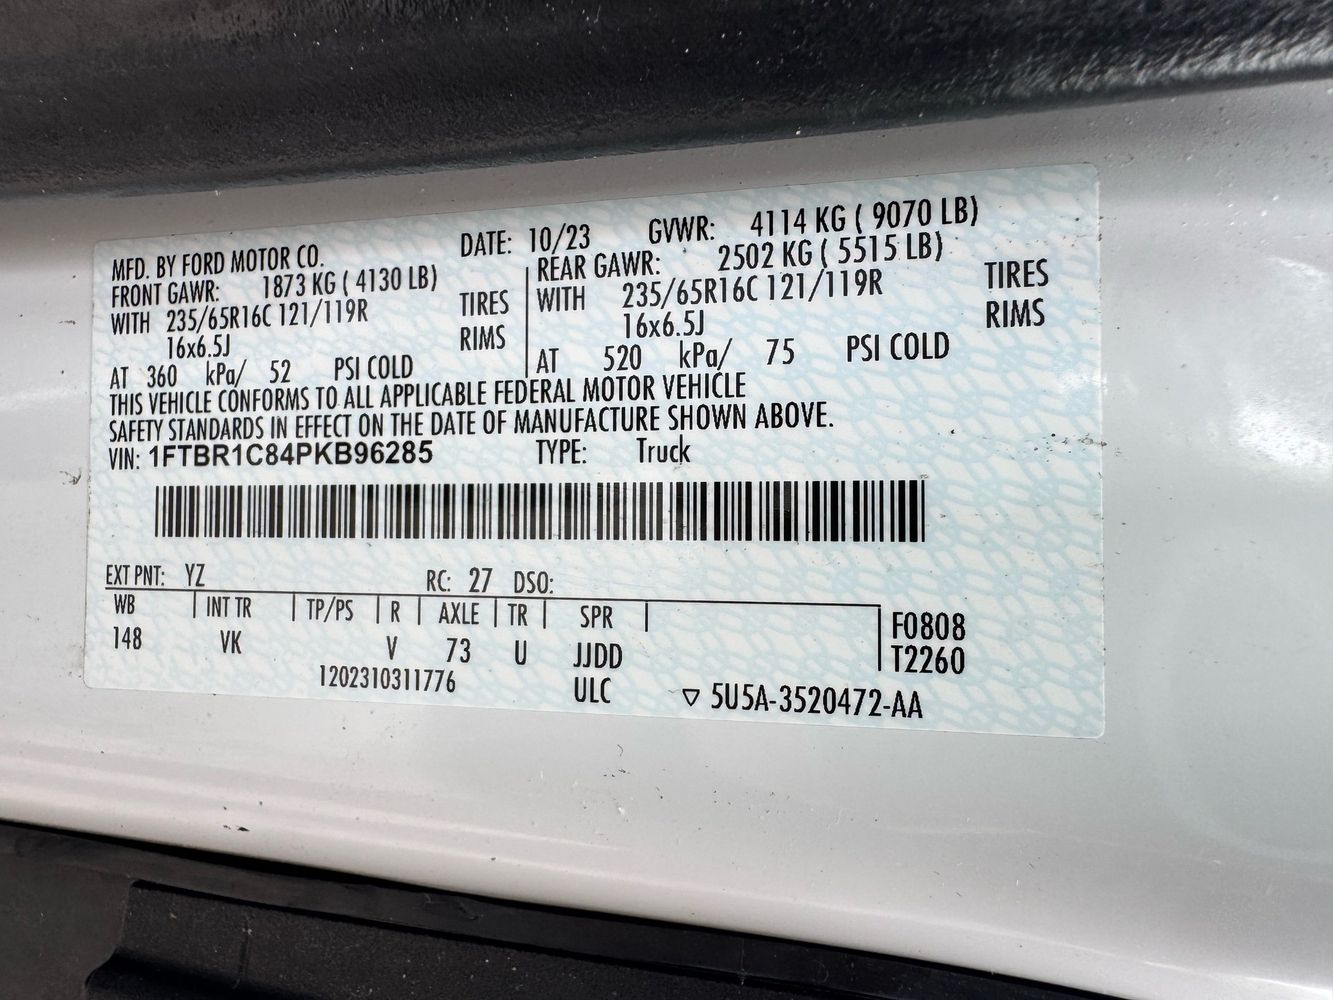 MFD. BY FORD MOTOR CO. DATE: 10/23 GVWR: 4114 KG ( 9070 LB)
FRONT GAWR: 1873 KG ( 4130 LB) REAR GAWR: 2502 KG ( 5515 LB)
WITH 235/65R16C 121/119R TIRES WITH 235/65R16C 121/119R TIRES
16x6.5J RIMS 16x6.5J RIMS
AT 360 kPa/ 52 PSI COLD AT 520 kPa/ 75 PSI COLD
THIS VEHICLE CONFORMS TO ALL APPLICABLE FEDERAL MOTOR VEHICLE
SAFETY STANDARDS IN EFFECT ON THE DATE OF MANUFACTURE SHOWN ABOVE.
VIN: 1FTBR1C84PKB96285 TYPE: Truck
EXT PNT: YZ RC: 27 DSO:
WB INT TR TP/PS R AXLE TR SPR F0808
148 VK V 73 U JJDD T2260
1202310311776 ULC ▽ 5U5A-3520472-AA